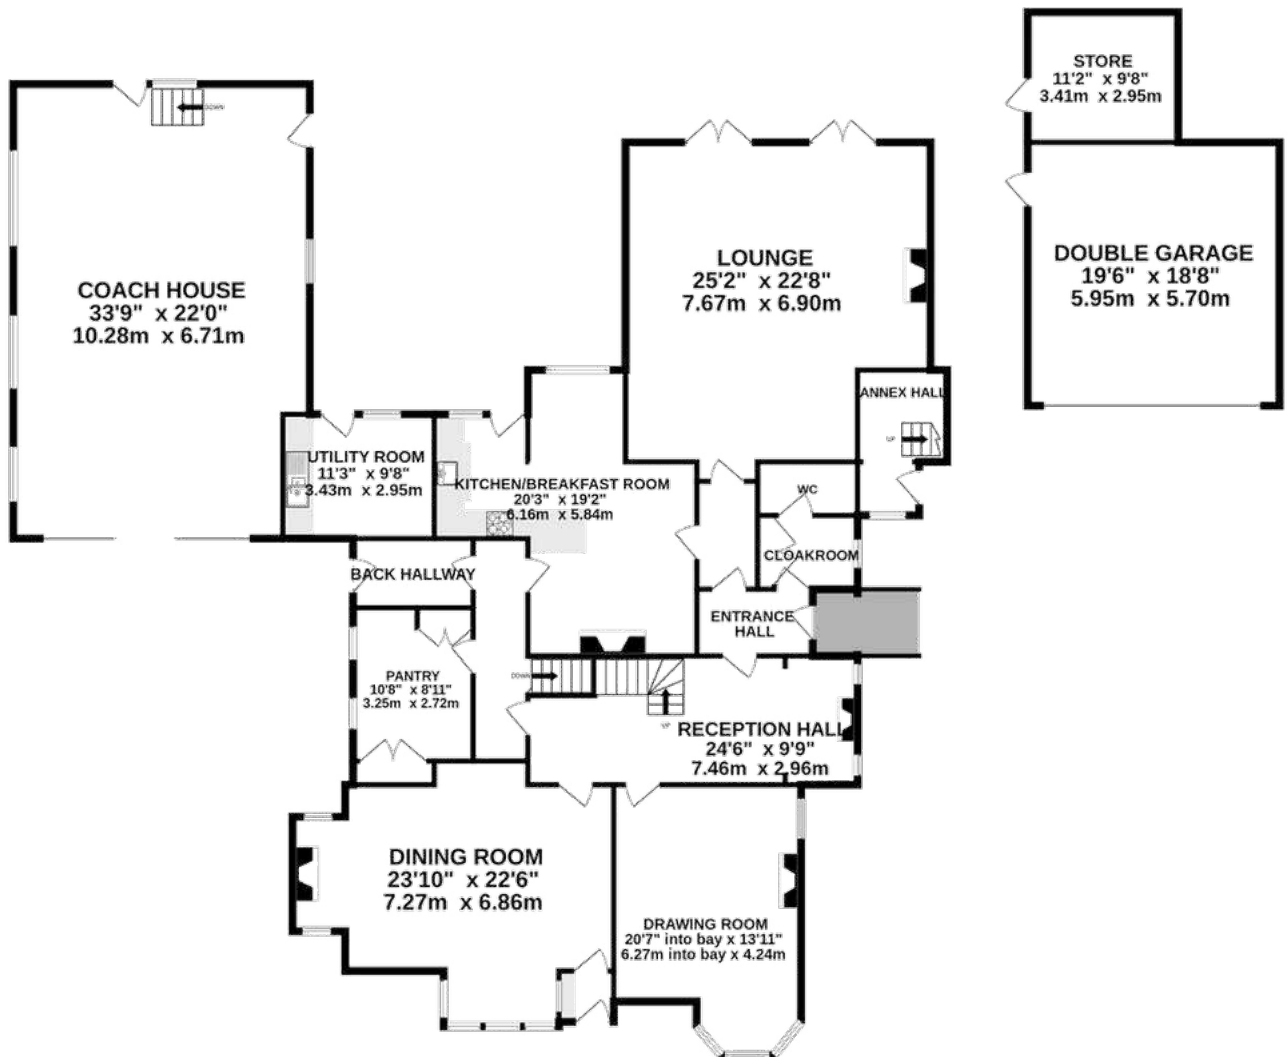 STORE
11'2" x 9'8"
3.41m x 2.95m
DOWN
LOUNGE
25'2" x 22'8"
7.67m x 6.90m
DOUBLE GARAGE
19'6" x 18'8"
5.95m x 5.70m
COACH HOUSE
33'9" x 22'0"
10.28m x 6.71m
ANNEX HALL
UP
UTILITY ROOM
11'3" x 9'8"
3.43m x 2.95m
KITCHEN/BREAKFAST ROOM
20'3" x 19'2"
6.16m x 5.84m
WC
CLOAKROOM
BACK HALLWAY
ENTRANCE
HALL
PANTRY
10'8" x 8'11"
3.25m x 2.72m
DOWN
UP
RECEPTION HALL
24'6" x 9'9"
7.46m x 2.96m
DINING ROOM
23'10" x 22'6"
7.27m x 6.86m
DRAWING ROOM
20'7" into bay x 13'11"
6.27m into bay x 4.24m